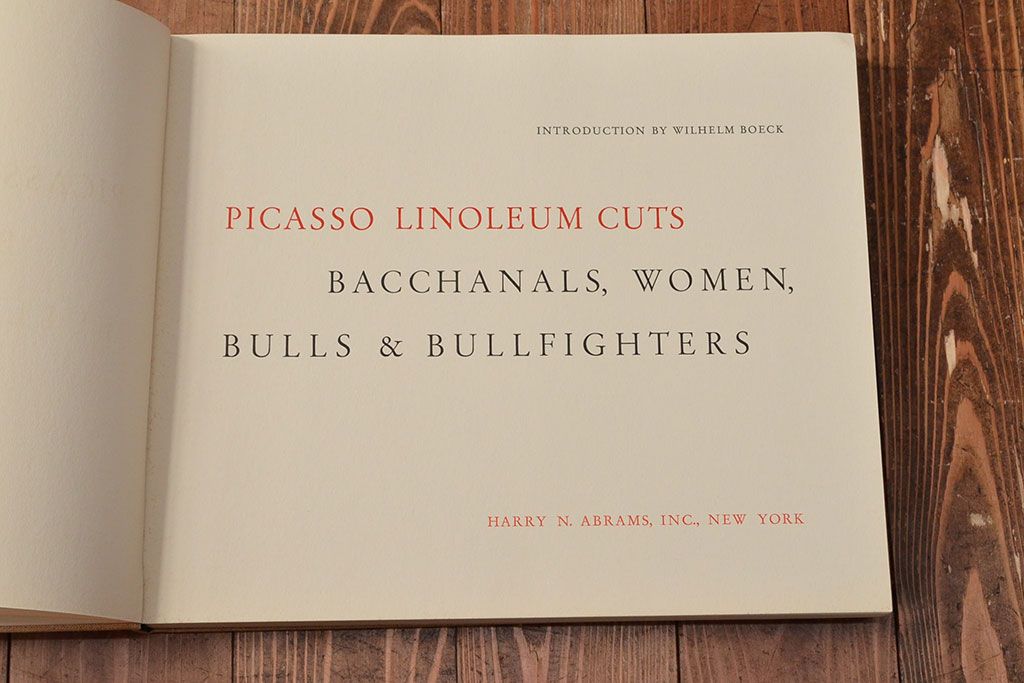 INTRODUCTION BY WILHELM BOECK
PICASSO LINOLEUM CUTS
BACCHANALS, WOMEN,
BULLS & BULLFIGHTERS
HARRY N. ABRAMS, INC., NEW YORK